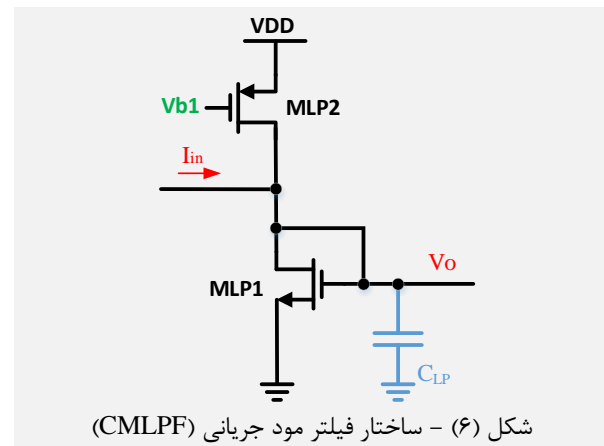 VDD
Vb1
MLP2
Iin
Vo
MLP1
CLP
شکل (۶) - ساختار فیلتر مود جریانی (CMLPF)